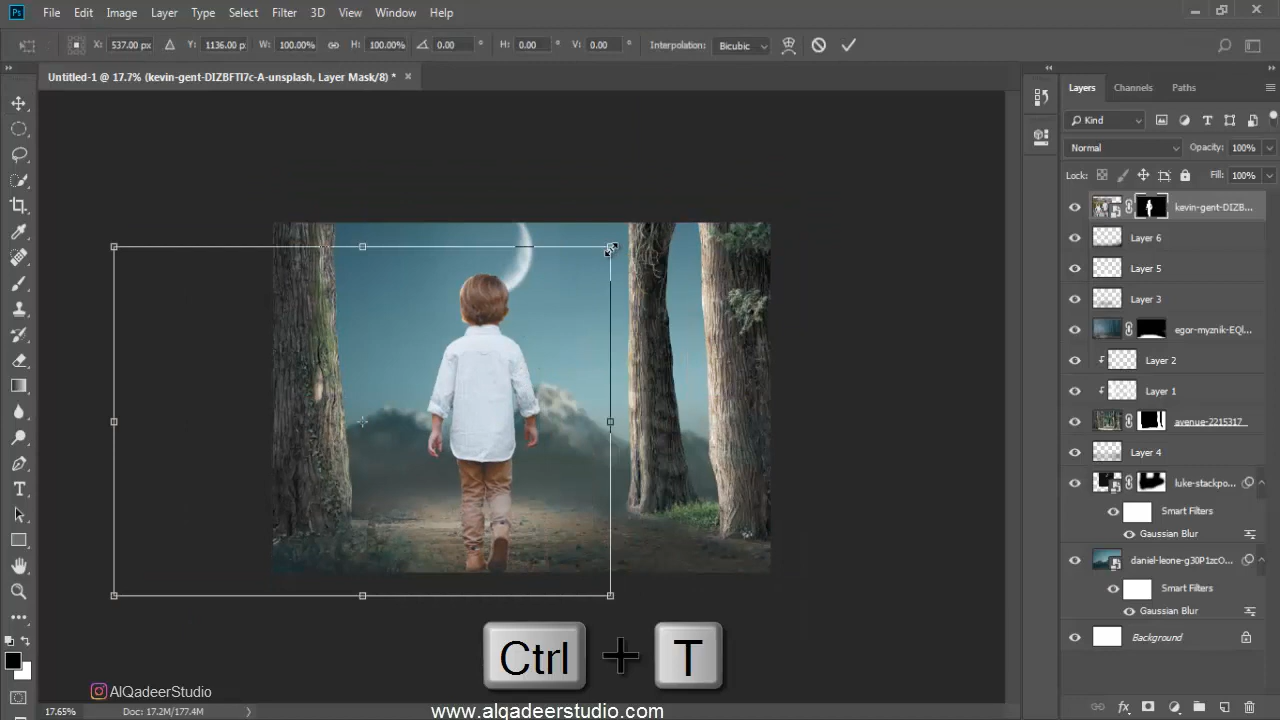 Ps File Edit Image Layer Type Select Filter 3D View Window Help
X: 537.00 px Y: 1136.00 p W: 100.00% H: 100.00% 0.00 ° H: 0.00 ° V: 0.00 ° Interpolation: Bicubic
Untitled-1 @ 17.7% (kevin-gent-DIZBFTl7c-A-unsplash, Layer Mask/8) * ×
Layers Channels Paths
Kind
Normal Opacity: 100%
Lock: Fill: 100%
kevin-gent-DIZB...
Layer 6
Layer 5
Layer 3
egor-myznik-EQl...
Layer 2
Layer 1
avenue-2215317
Layer 4
luke-stackpo...
Smart Filters
Gaussian Blur
daniel-leone-g30P1zcO...
Smart Filters
Gaussian Blur
Background
Ctrl + T
AlQadeerStudio
www.alqadeerstudio.com
17.65% Doc: 17.2M/177.4M